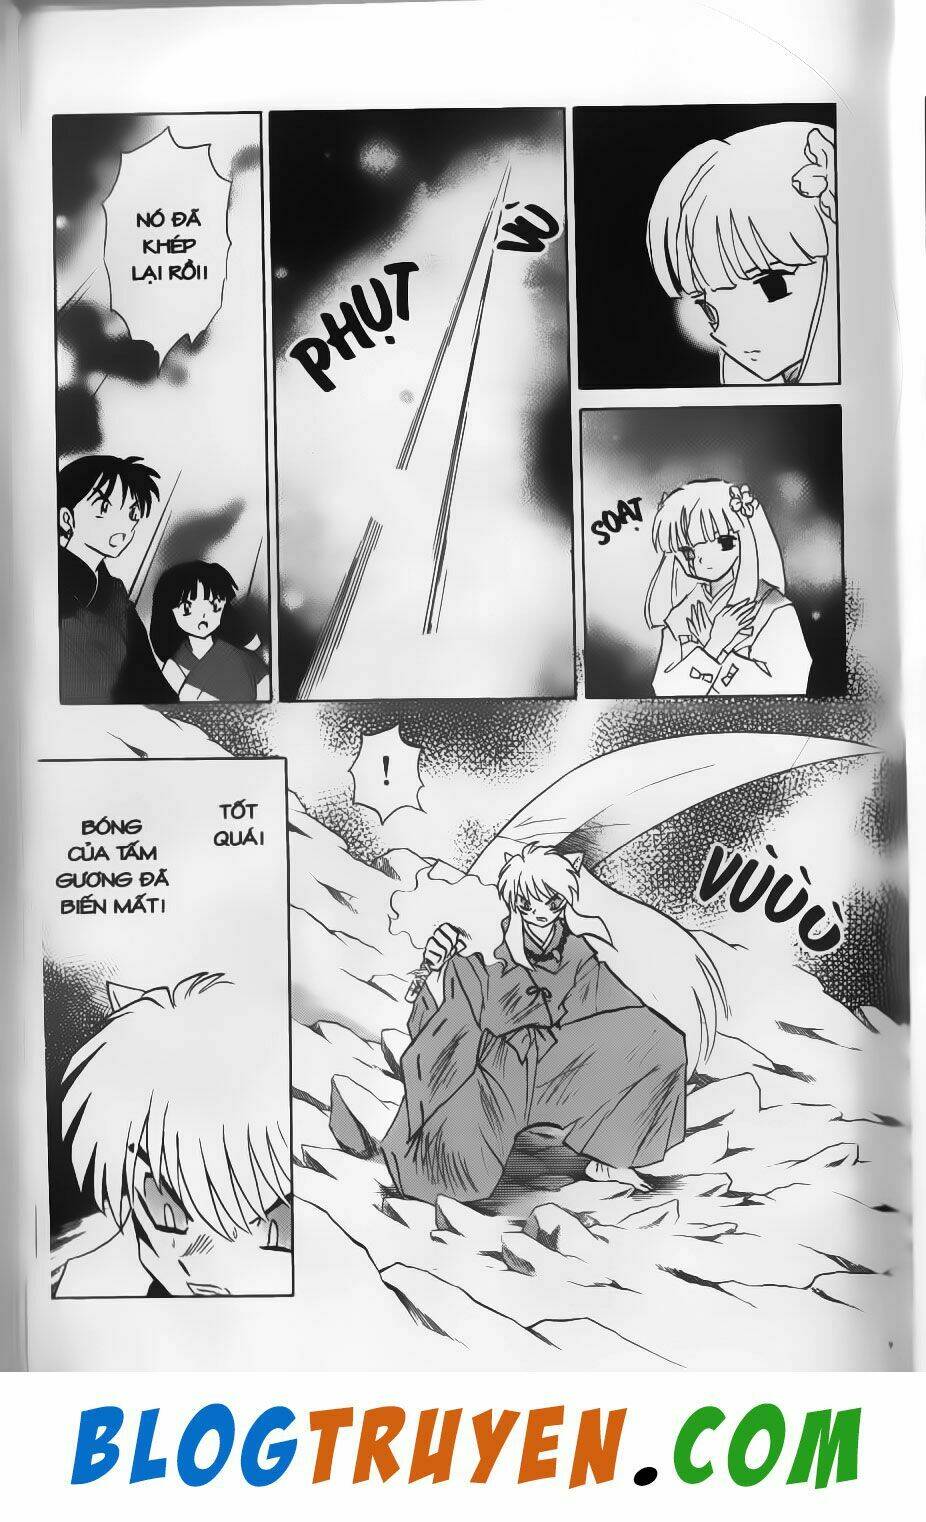 VÙ
PHỤT
NÓ ĐÃ
KHÉP
LẠI RỒI!
SOẠT
!
VÙÙÙ
TỐT
QUÁ!
BÓNG
CỦA TẤM
GƯƠNG ĐÃ
BIẾN MẤT!
BLOGTRUYEN.COM